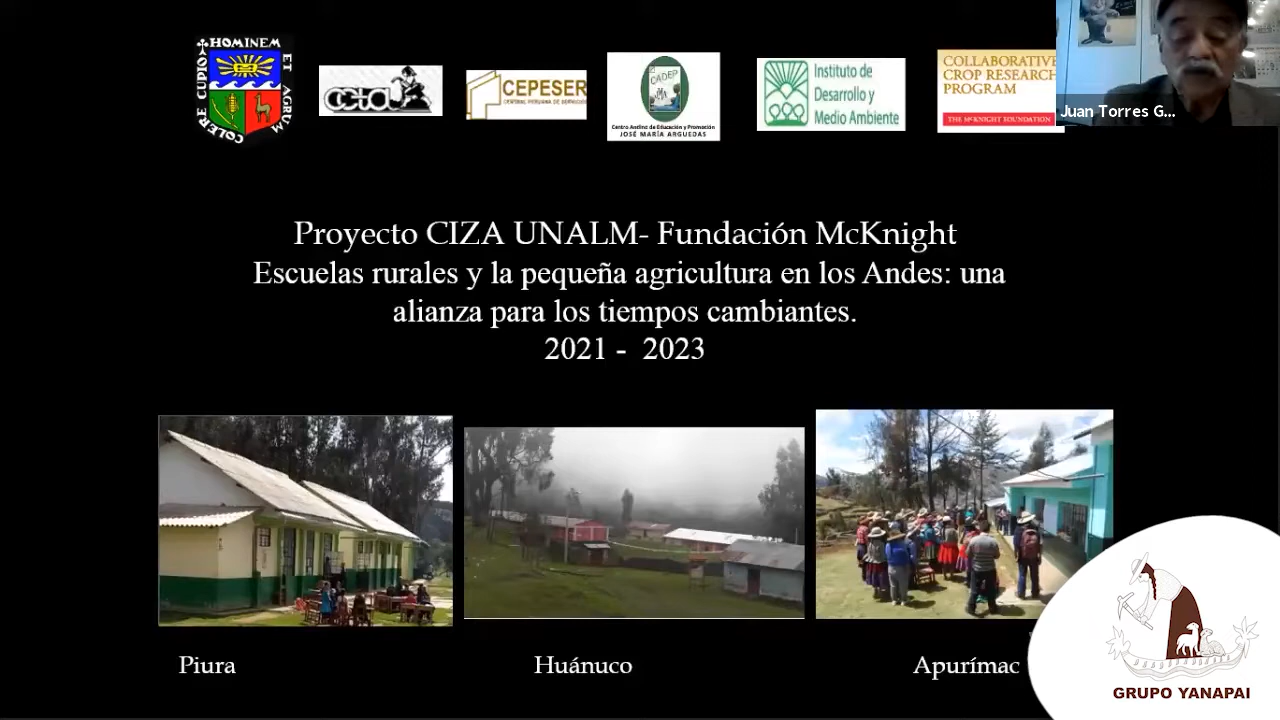 COLERE CUPIO HOMINEM ET AGRUM
ccta
CEPESER
CENTRAL PERUANA DE SERVICIOS
CADEP
Centro Andino de Educación y Promoción
JOSÉ MARÍA ARGUEDAS
Instituto de
Desarrollo y
Medio Ambiente
COLLABORATIVE
CROP RESEARCH
PROGRAM
THE MCKNIGHT FOUNDATION
Juan Torres G...
Proyecto CIZA UNALM- Fundación McKnight
Escuelas rurales y la pequeña agricultura en los Andes: una
alianza para los tiempos cambiantes.
2021 - 2023
Piura
Huánuco
Apurímac
GRUPO YANAPAI